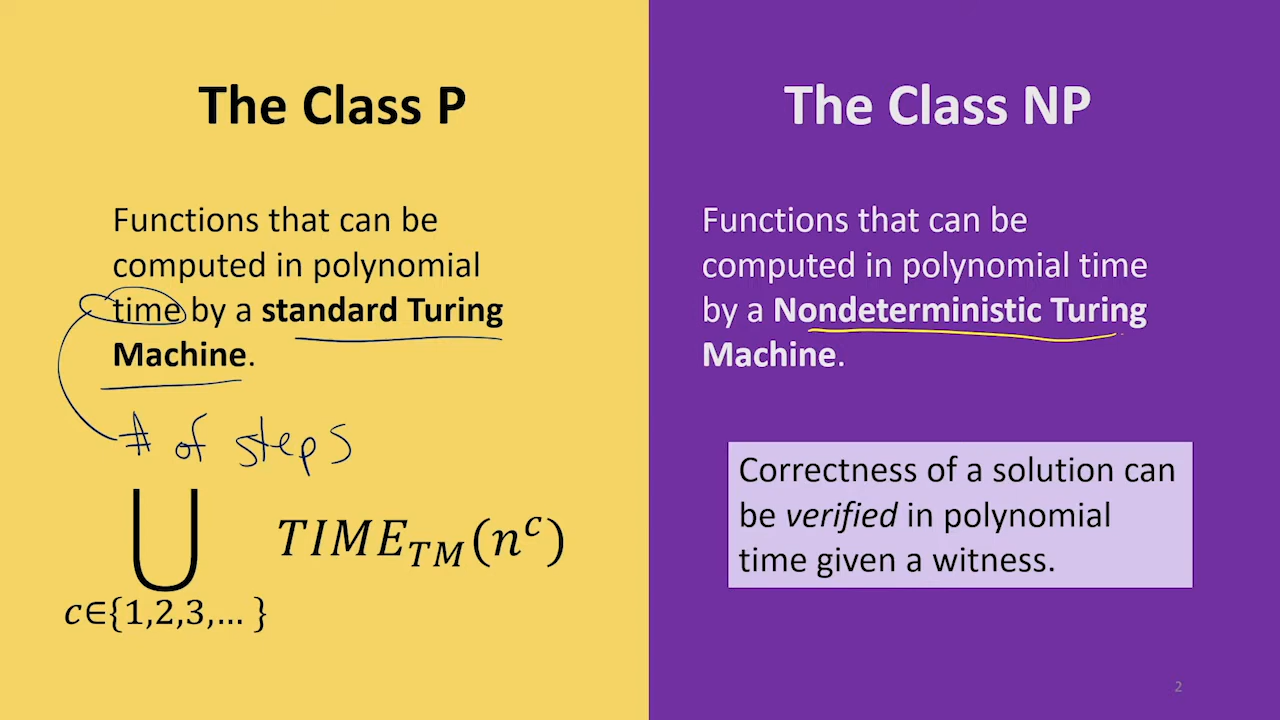 The Class P
Functions that can be
computed in polynomial
time by a standard Turing
Machine.
# of steps
⋃ TIME_TM(n^c)
c∈{1,2,3,… }
The Class NP
Functions that can be
computed in polynomial time
by a Nondeterministic Turing
Machine.
Correctness of a solution can
be verified in polynomial
time given a witness.
2